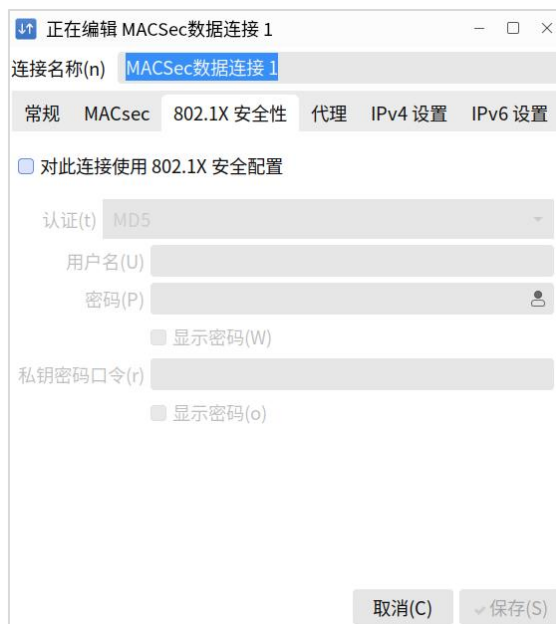 正在编辑 MACSec数据连接 1
连接名称(n) MACSec数据连接 1
常规 MACsec 802.1X 安全性 代理 IPv4 设置 IPv6 设置
对此连接使用 802.1X 安全配置
认证(t) MD5
用户名(U)
密码(P)
显示密码(W)
私钥密码口令(r)
显示密码(o)
取消(C) 保存(S)